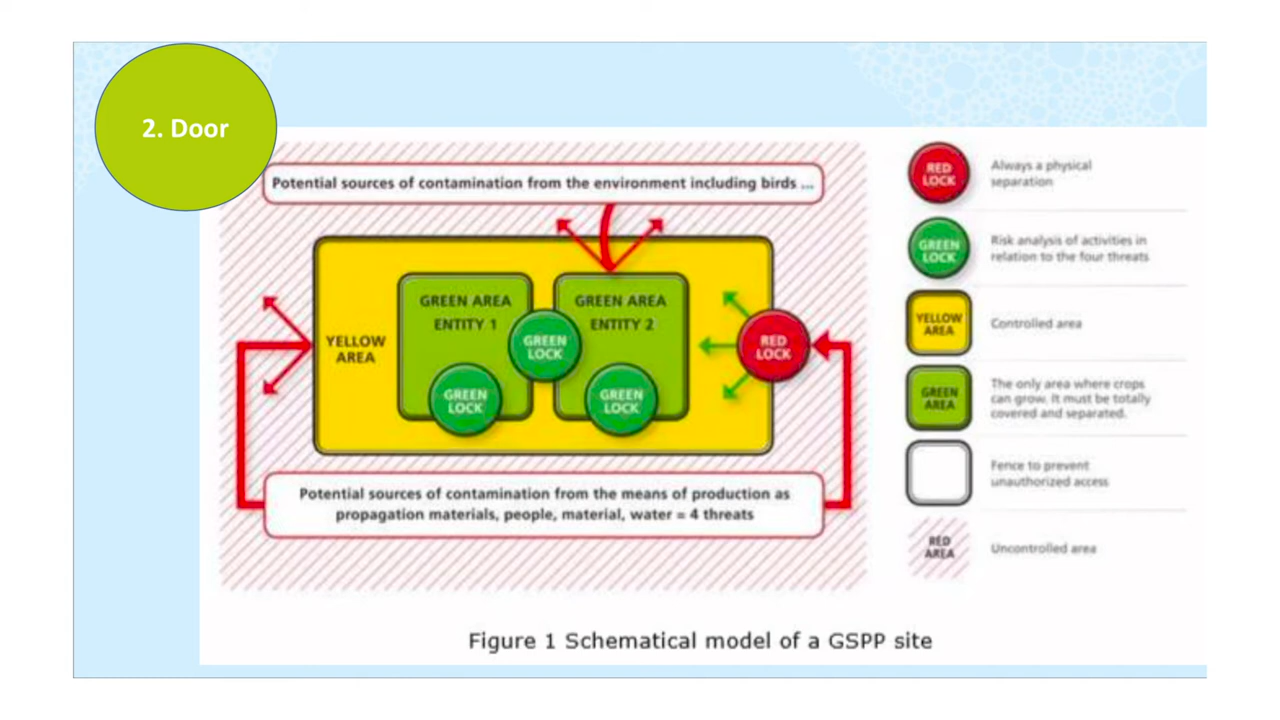 2. Door
Potential sources of contamination from the environment including birds ...
GREEN AREA
ENTITY 1
GREEN AREA
ENTITY 2
YELLOW
AREA
GREEN
LOCK
RED
LOCK
GREEN
LOCK
GREEN
LOCK
Potential sources of contamination from the means of production as
propagation materials, people, material, water = 4 threats
RED
LOCK
Always a physical
separation
GREEN
LOCK
Risk analysis of activities in
relation to the four threats
YELLOW
AREA
Controlled area
GREEN
AREA
The only area where crops
can grow. It must be totally
covered and separated.
Fence to prevent
unauthorized access
RED
AREA
Uncontrolled area
Figure 1 Schematical model of a GSPP site